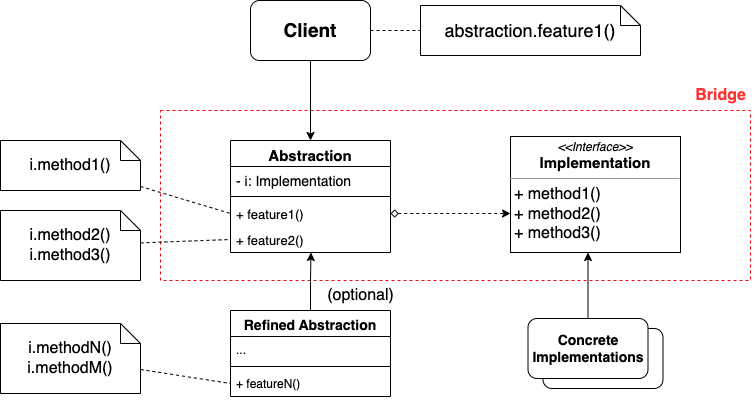 Client
abstraction.feature1()
Bridge
i.method1()
i.method2()
i.method3()
Abstraction
- i: Implementation
+ feature1()
+ feature2()
<<Interface>>
Implementation
+ method1()
+ method2()
+ method3()
(optional)
i.methodN()
i.methodM()
Refined Abstraction
...
+ featureN()
Concrete
Implementations